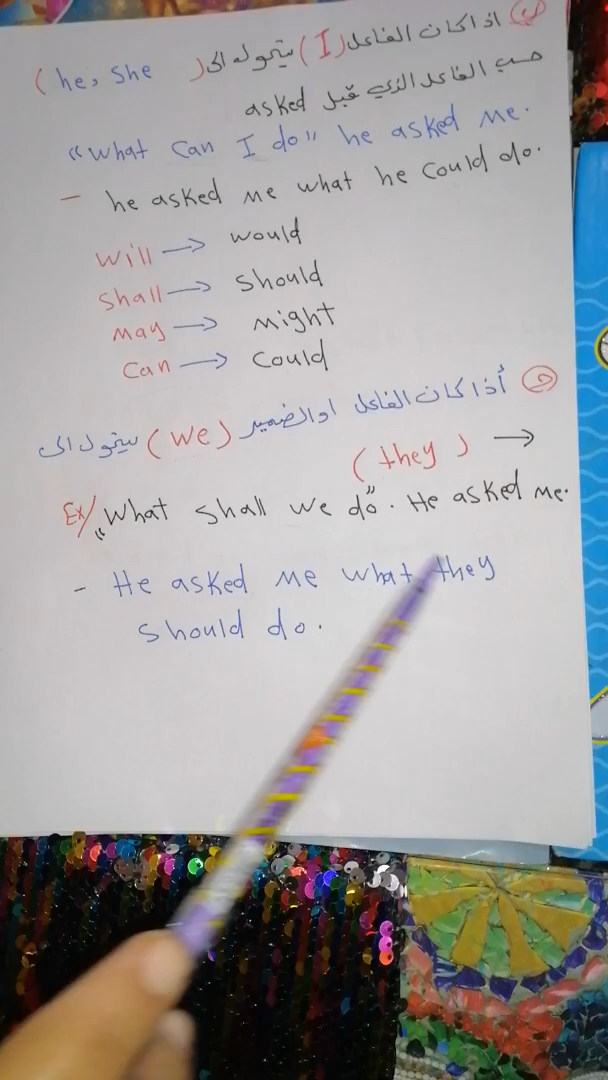 ب) اذا كان الفاعل (I) يتحول الى ( he, she )
حسب الفاعل الذي قبل asked
"What can I do" he asked me.
- he asked me what he could do.
will → would
shall → should
may → might
can → could
ج) أذا كان الفاعل او الضمير (we) سيتحول الى
( they ) →
Ex/ "What shall we do". He asked me.
- He asked me what they
should do.